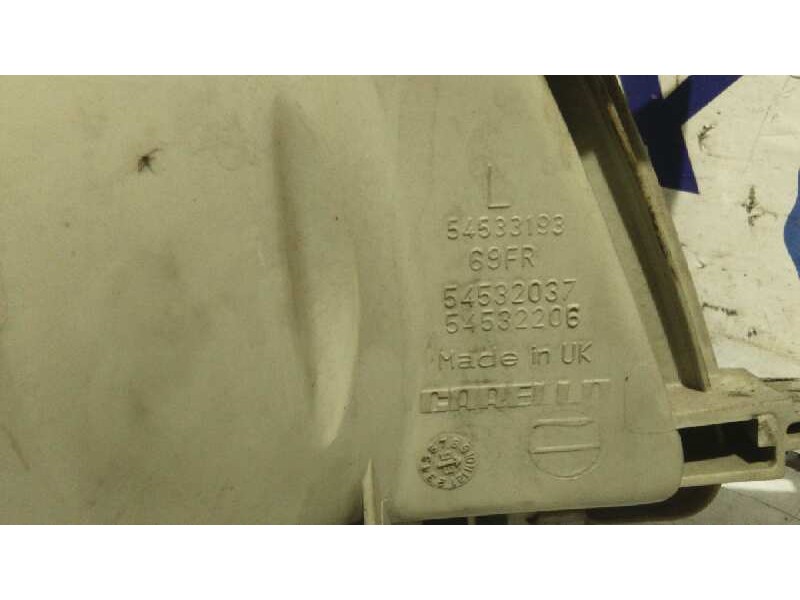 L
54533193
69FR
54532037
54532206
Made in UK
CARELLO